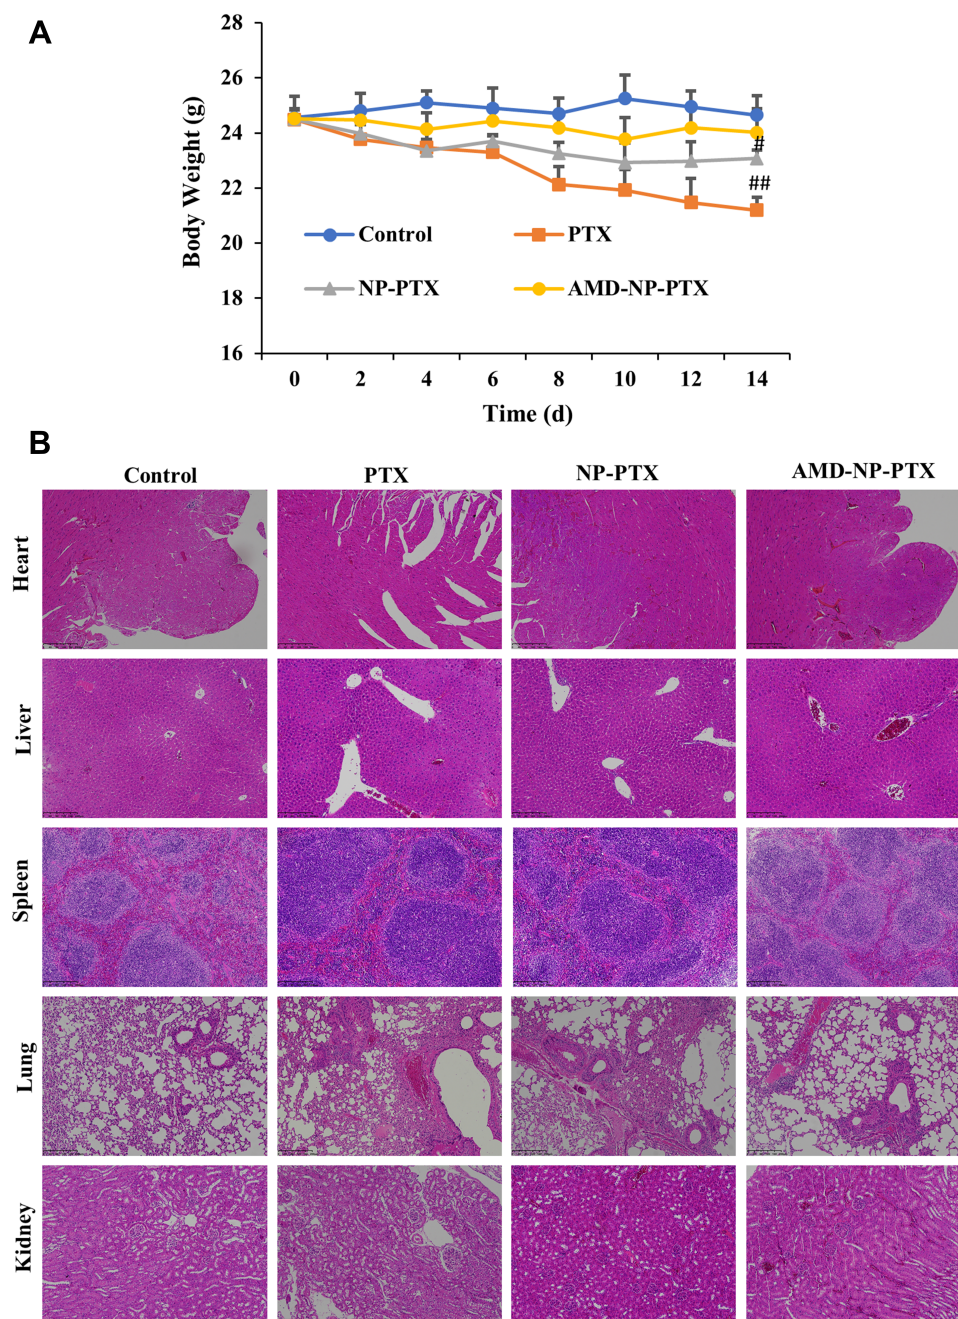 A
28
26
24
22
20
18
16
Body Weight (g)
#
##
Control
PTX
NP-PTX
AMD-NP-PTX
0 2 4 6 8 10 12 14
Time (d)
B
Control PTX NP-PTX AMD-NP-PTX
Heart
Liver
Spleen
Lung
Kidney